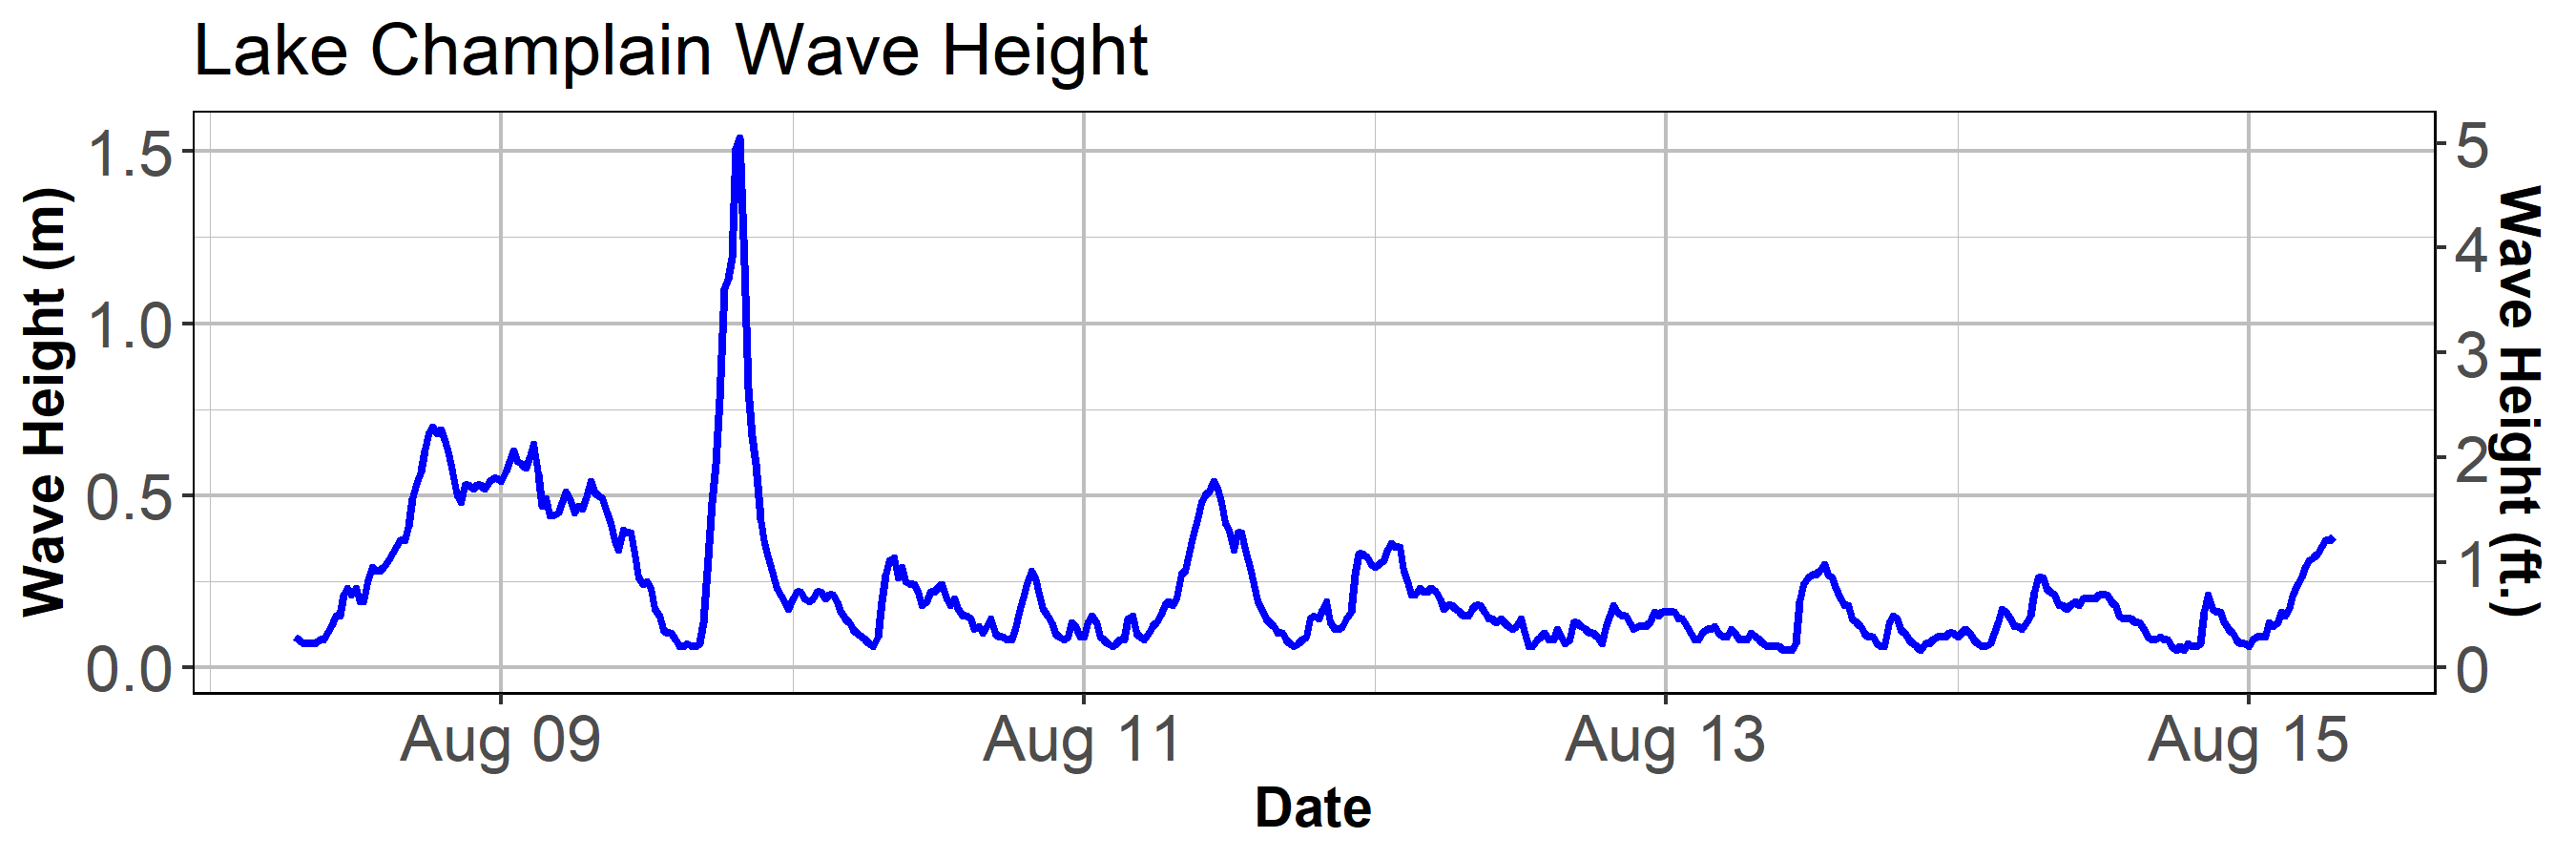 Lake Champlain Wave Height
Wave Height (m)
1.5
1.0
0.5
0.0
5
4
3
2
1
0
Wave Height (ft.)
Aug 09
Aug 11
Aug 13
Aug 15
Date